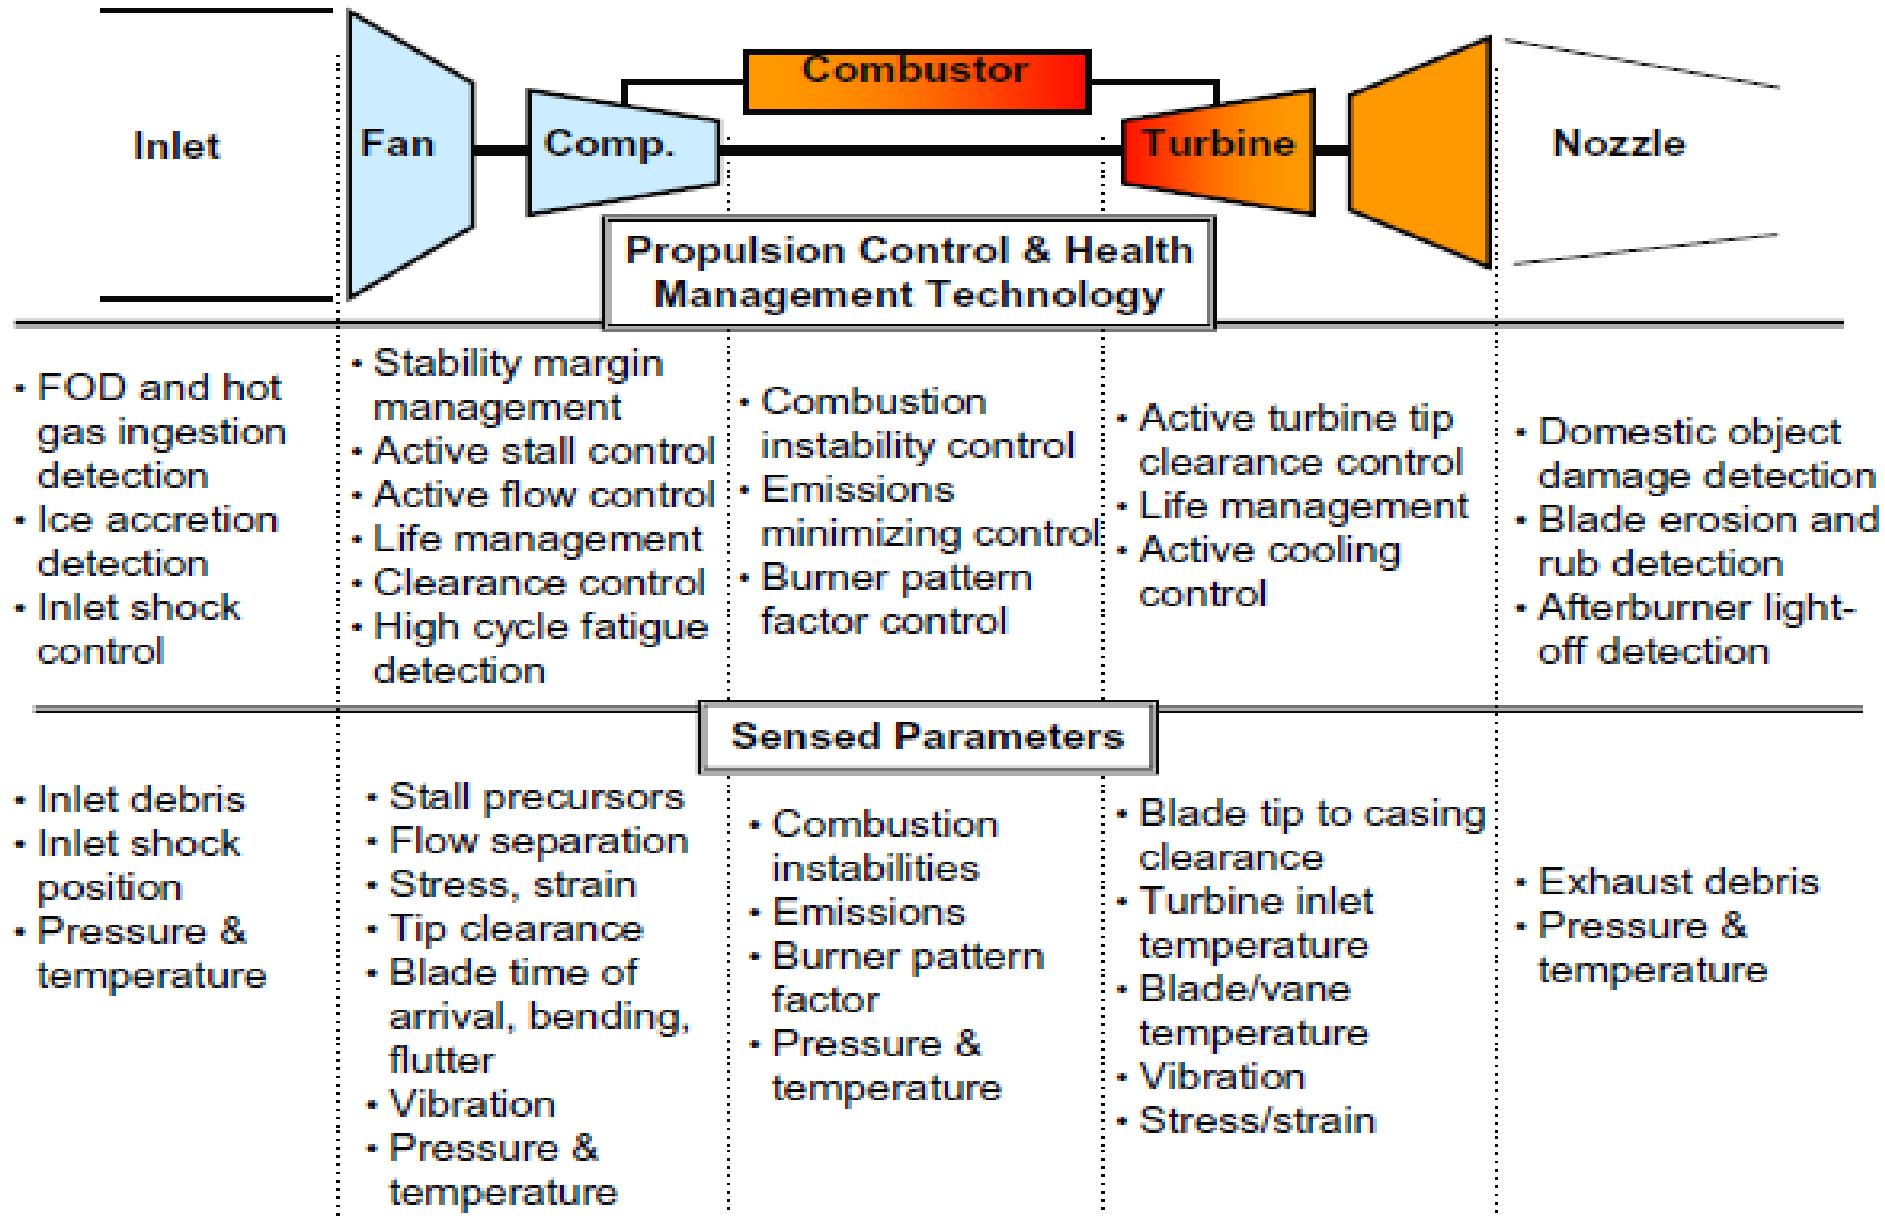 Combustor
Inlet
Fan
Comp.
Turbine
Nozzle
Propulsion Control & Health
Management Technology
• FOD and hot
gas ingestion
detection
• Ice accretion
detection
• Inlet shock
control
• Stability margin
management
• Active stall control
• Active flow control
• Life management
• Clearance control
• High cycle fatigue
detection
• Combustion
instability control
• Emissions
minimizing control
• Burner pattern
factor control
• Active turbine tip
clearance control
• Life management
• Active cooling
control
• Domestic object
damage detection
• Blade erosion and
rub detection
• Afterburner light-
off detection
Sensed Parameters
• Inlet debris
• Inlet shock
position
• Pressure &
temperature
• Stall precursors
• Flow separation
• Stress, strain
• Tip clearance
• Blade time of
arrival, bending,
flutter
• Vibration
• Pressure &
temperature
• Combustion
instabilities
• Emissions
• Burner pattern
factor
• Pressure &
temperature
• Blade tip to casing
clearance
• Turbine inlet
temperature
• Blade/vane
temperature
• Vibration
• Stress/strain
• Exhaust debris
• Pressure &
temperature